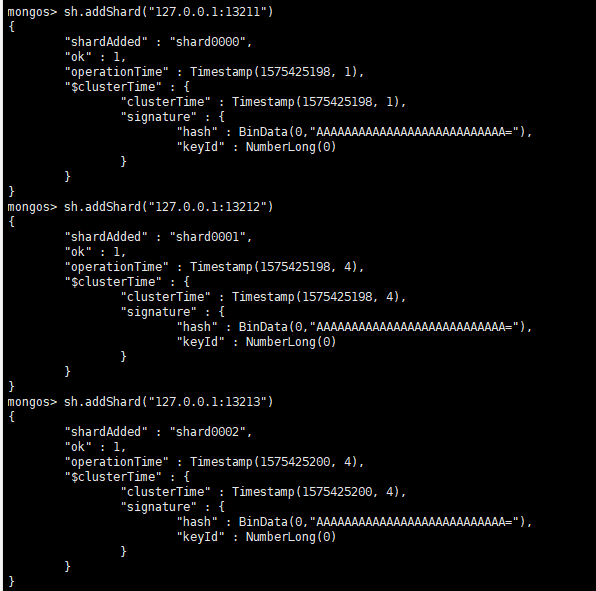 mongos> sh.addShard("127.0.0.1:13211")
{
        "shardAdded" : "shard0000",
        "ok" : 1,
        "operationTime" : Timestamp(1575425198, 1),
        "$clusterTime" : {
                "clusterTime" : Timestamp(1575425198, 1),
                "signature" : {
                        "hash" : BinData(0,"AAAAAAAAAAAAAAAAAAAAAAAAAAA="),
                        "keyId" : NumberLong(0)
                }
        }
}
mongos> sh.addShard("127.0.0.1:13212")
{
        "shardAdded" : "shard0001",
        "ok" : 1,
        "operationTime" : Timestamp(1575425198, 4),
        "$clusterTime" : {
                "clusterTime" : Timestamp(1575425198, 4),
                "signature" : {
                        "hash" : BinData(0,"AAAAAAAAAAAAAAAAAAAAAAAAAAA="),
                        "keyId" : NumberLong(0)
                }
        }
}
mongos> sh.addShard("127.0.0.1:13213")
{
        "shardAdded" : "shard0002",
        "ok" : 1,
        "operationTime" : Timestamp(1575425200, 4),
        "$clusterTime" : {
                "clusterTime" : Timestamp(1575425200, 4),
                "signature" : {
                        "hash" : BinData(0,"AAAAAAAAAAAAAAAAAAAAAAAAAAA="),
                        "keyId" : NumberLong(0)
                }
        }
}